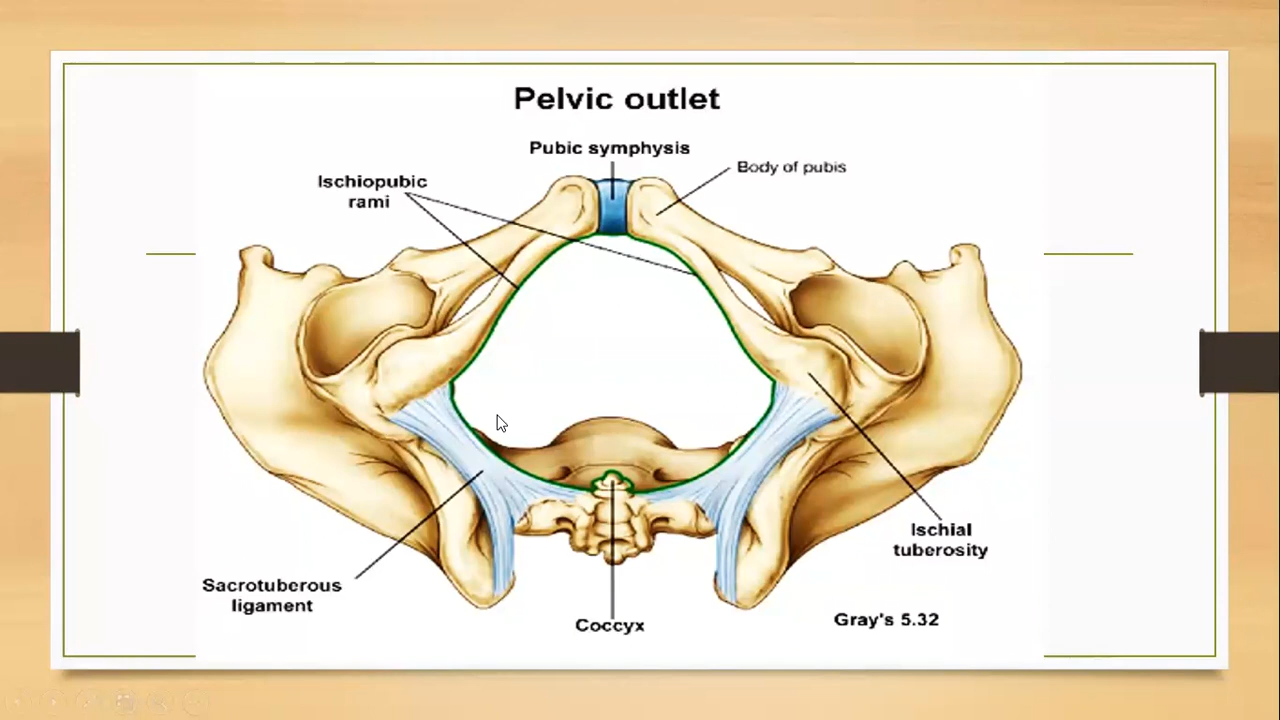 Pelvic outlet
Pubic symphysis
Body of pubis
Ischiopubic
rami
Ischial
tuberosity
Sacrotuberous
ligament
Coccyx
Gray's 5.32